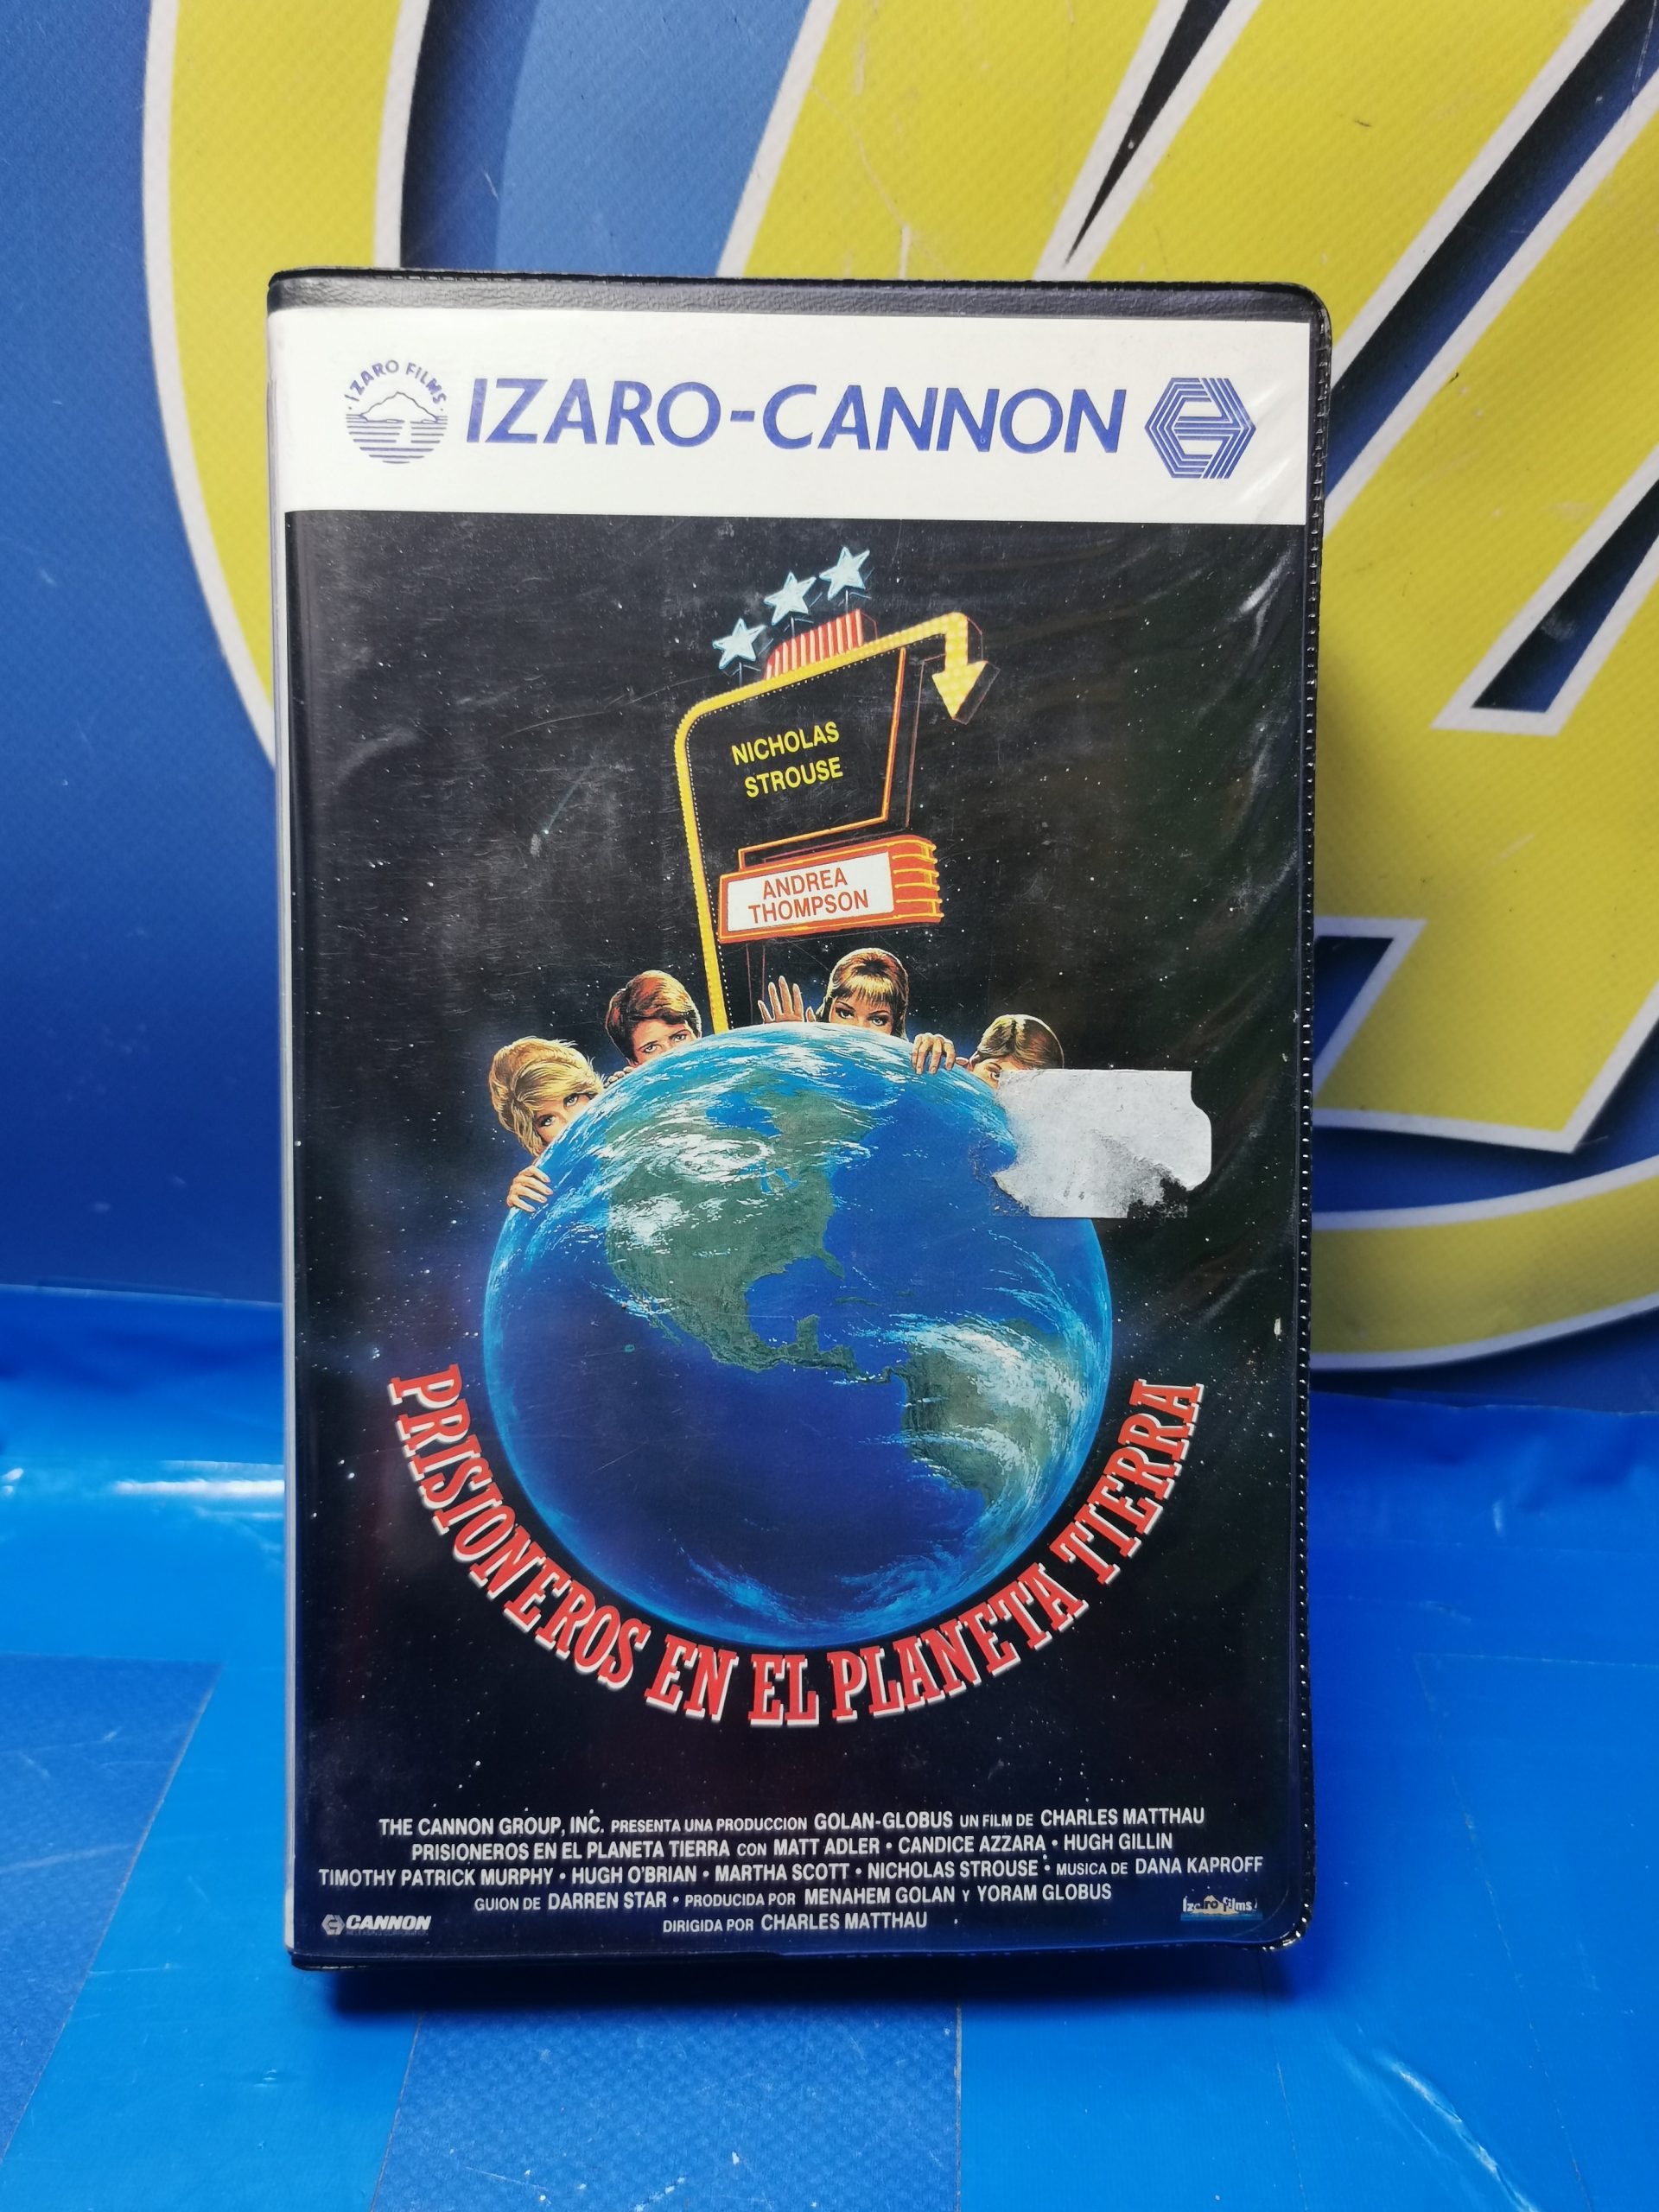 · IZARO FILMS ·
IZARO-CANNON
NICHOLAS
STROUSE
ANDREA
THOMPSON
PRISIONEROS EN EL PLANETA TIERRA
THE CANNON GROUP, INC. PRESENTA UNA PRODUCCION GOLAN-GLOBUS UN FILM DE CHARLES MATTHAU
PRISIONEROS EN EL PLANETA TIERRA CON MATT ADLER • CANDICE AZZARA • HUGH GILLIN
TIMOTHY PATRICK MURPHY • HUGH O'BRIAN • MARTHA SCOTT • NICHOLAS STROUSE • MUSICA DE DANA KAPROFF
GUION DE DARREN STAR • PRODUCIDA POR MENAHEM GOLAN Y YORAM GLOBUS
DIRIGIDA POR CHARLES MATTHAU
CANNON
Izaro films